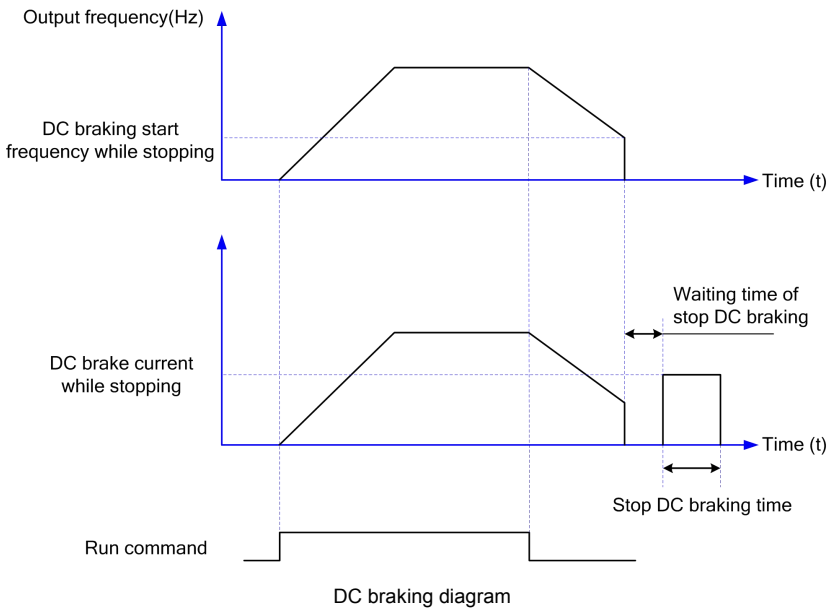 Output frequency(Hz)
DC braking start
frequency while stopping
Time (t)
Waiting time of
stop DC braking
DC brake current
while stopping
Time (t)
Stop DC braking time
Run command
DC braking diagram